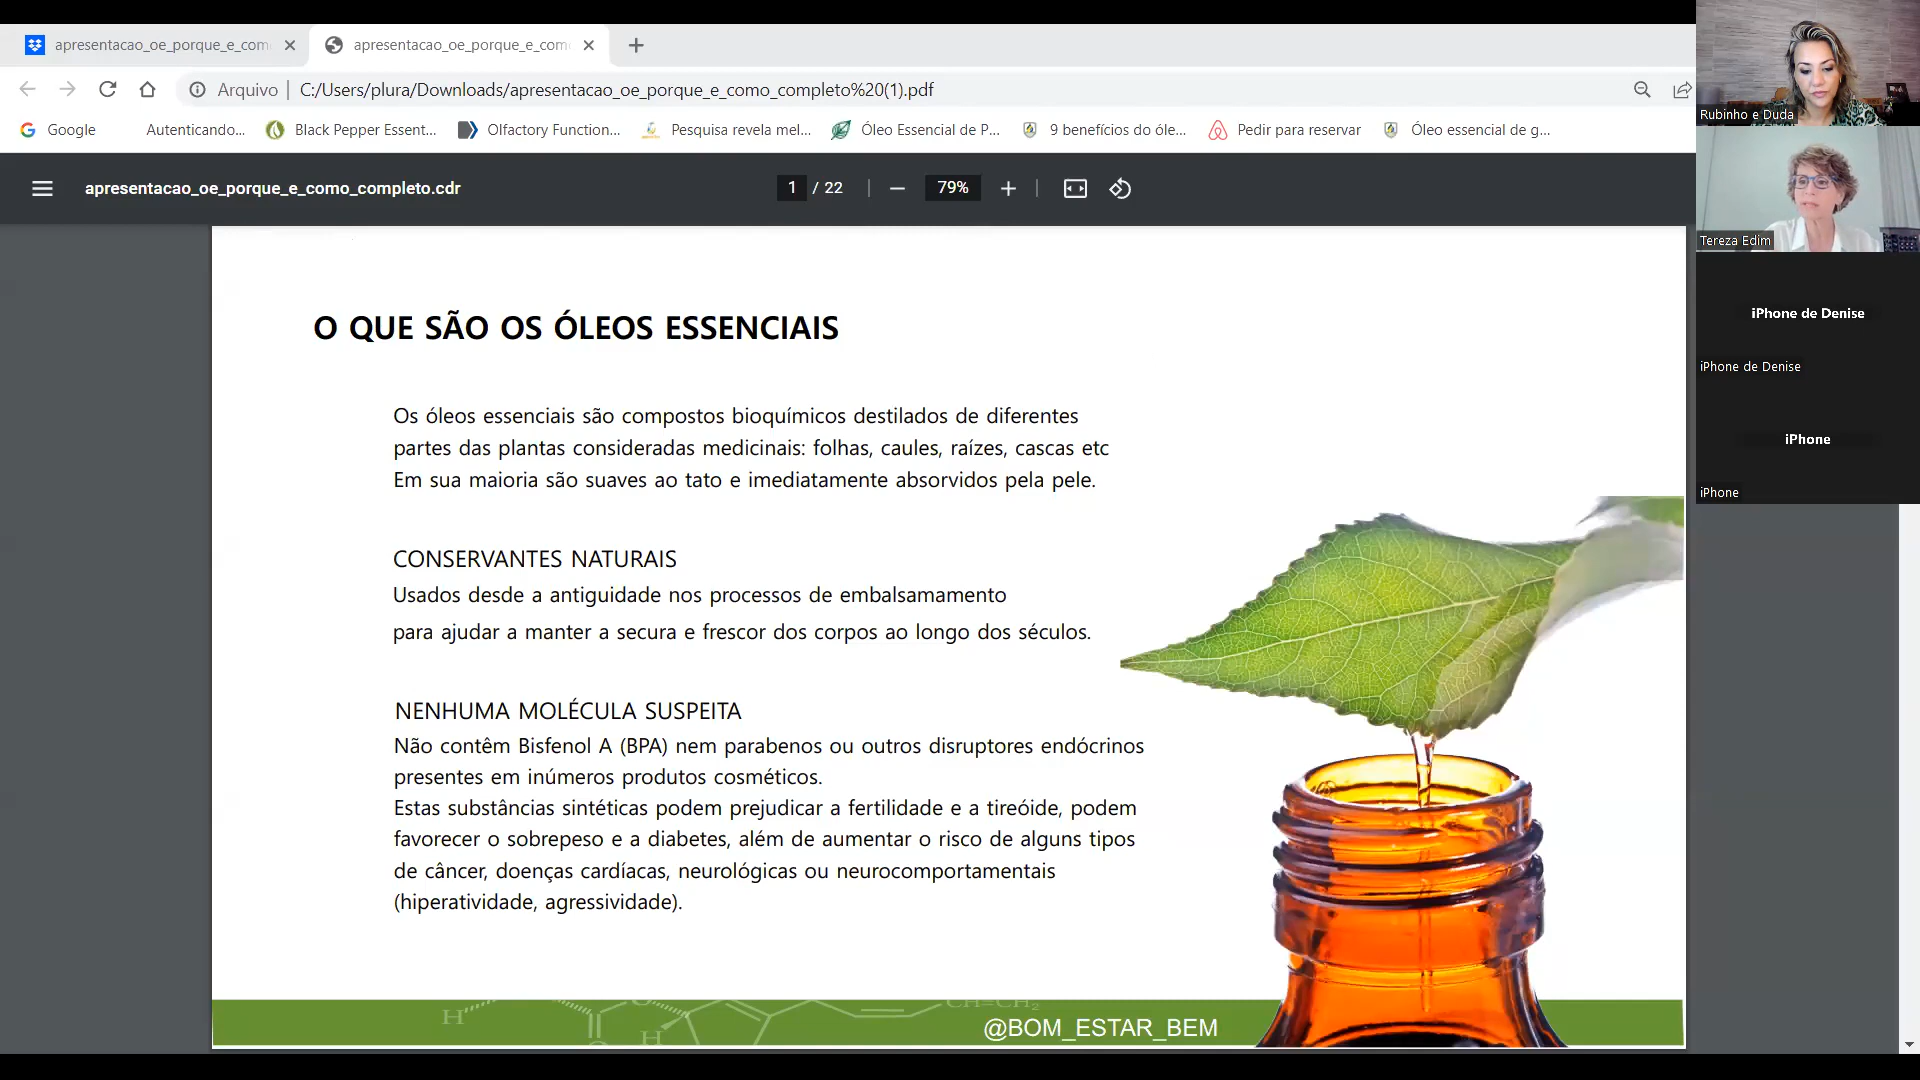 apresentacao_oe_porque_e_com
apresentacao_oe_porque_e_com
Arquivo
C:/Users/plura/Downloads/apresentacao_oe_porque_e_como_completo%20(1).pdf
Google
Autenticando...
Black Pepper Essent...
Olfactory Function...
Pesquisa revela mel...
Óleo Essencial de P...
9 benefícios do óle...
Pedir para reservar
Óleo essencial de g...
apresentacao_oe_porque_e_como_completo.cdr
1 / 22
79%
O QUE SÃO OS ÓLEOS ESSENCIAIS
Os óleos essenciais são compostos bioquímicos destilados de diferentes
partes das plantas consideradas medicinais: folhas, caules, raízes, cascas etc
Em sua maioria são suaves ao tato e imediatamente absorvidos pela pele.
CONSERVANTES NATURAIS
Usados desde a antiguidade nos processos de embalsamamento
para ajudar a manter a secura e frescor dos corpos ao longo dos séculos.
NENHUMA MOLÉCULA SUSPEITA
Não contêm Bisfenol A (BPA) nem parabenos ou outros disruptores endócrinos
presentes em inúmeros produtos cosméticos.
Estas substâncias sintéticas podem prejudicar a fertilidade e a tireóide, podem
favorecer o sobrepeso e a diabetes, além de aumentar o risco de alguns tipos
de câncer, doenças cardíacas, neurológicas ou neurocomportamentais
(hiperatividade, agressividade).
H
H
CH=CH₂
@BOM_ESTAR_BEM
Rubinho e Duda
Tereza Edim
iPhone de Denise
iPhone de Denise
iPhone
iPhone